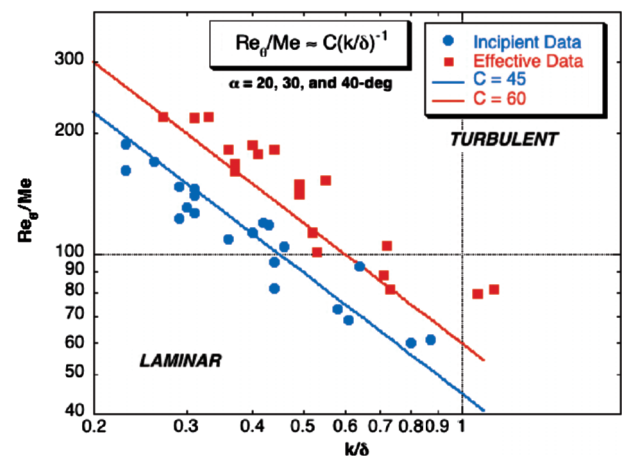 Re_θ/Me ≈ C(k/δ)^-1
α = 20, 30, and 40-deg
Incipient Data
Effective Data
C = 45
C = 60
TURBULENT
LAMINAR
Re_θ/Me
300
200
100
90
80
70
60
50
40
0.2 0.3 0.4 0.5 0.6 0.7 0.8 0.9 1
k/δ